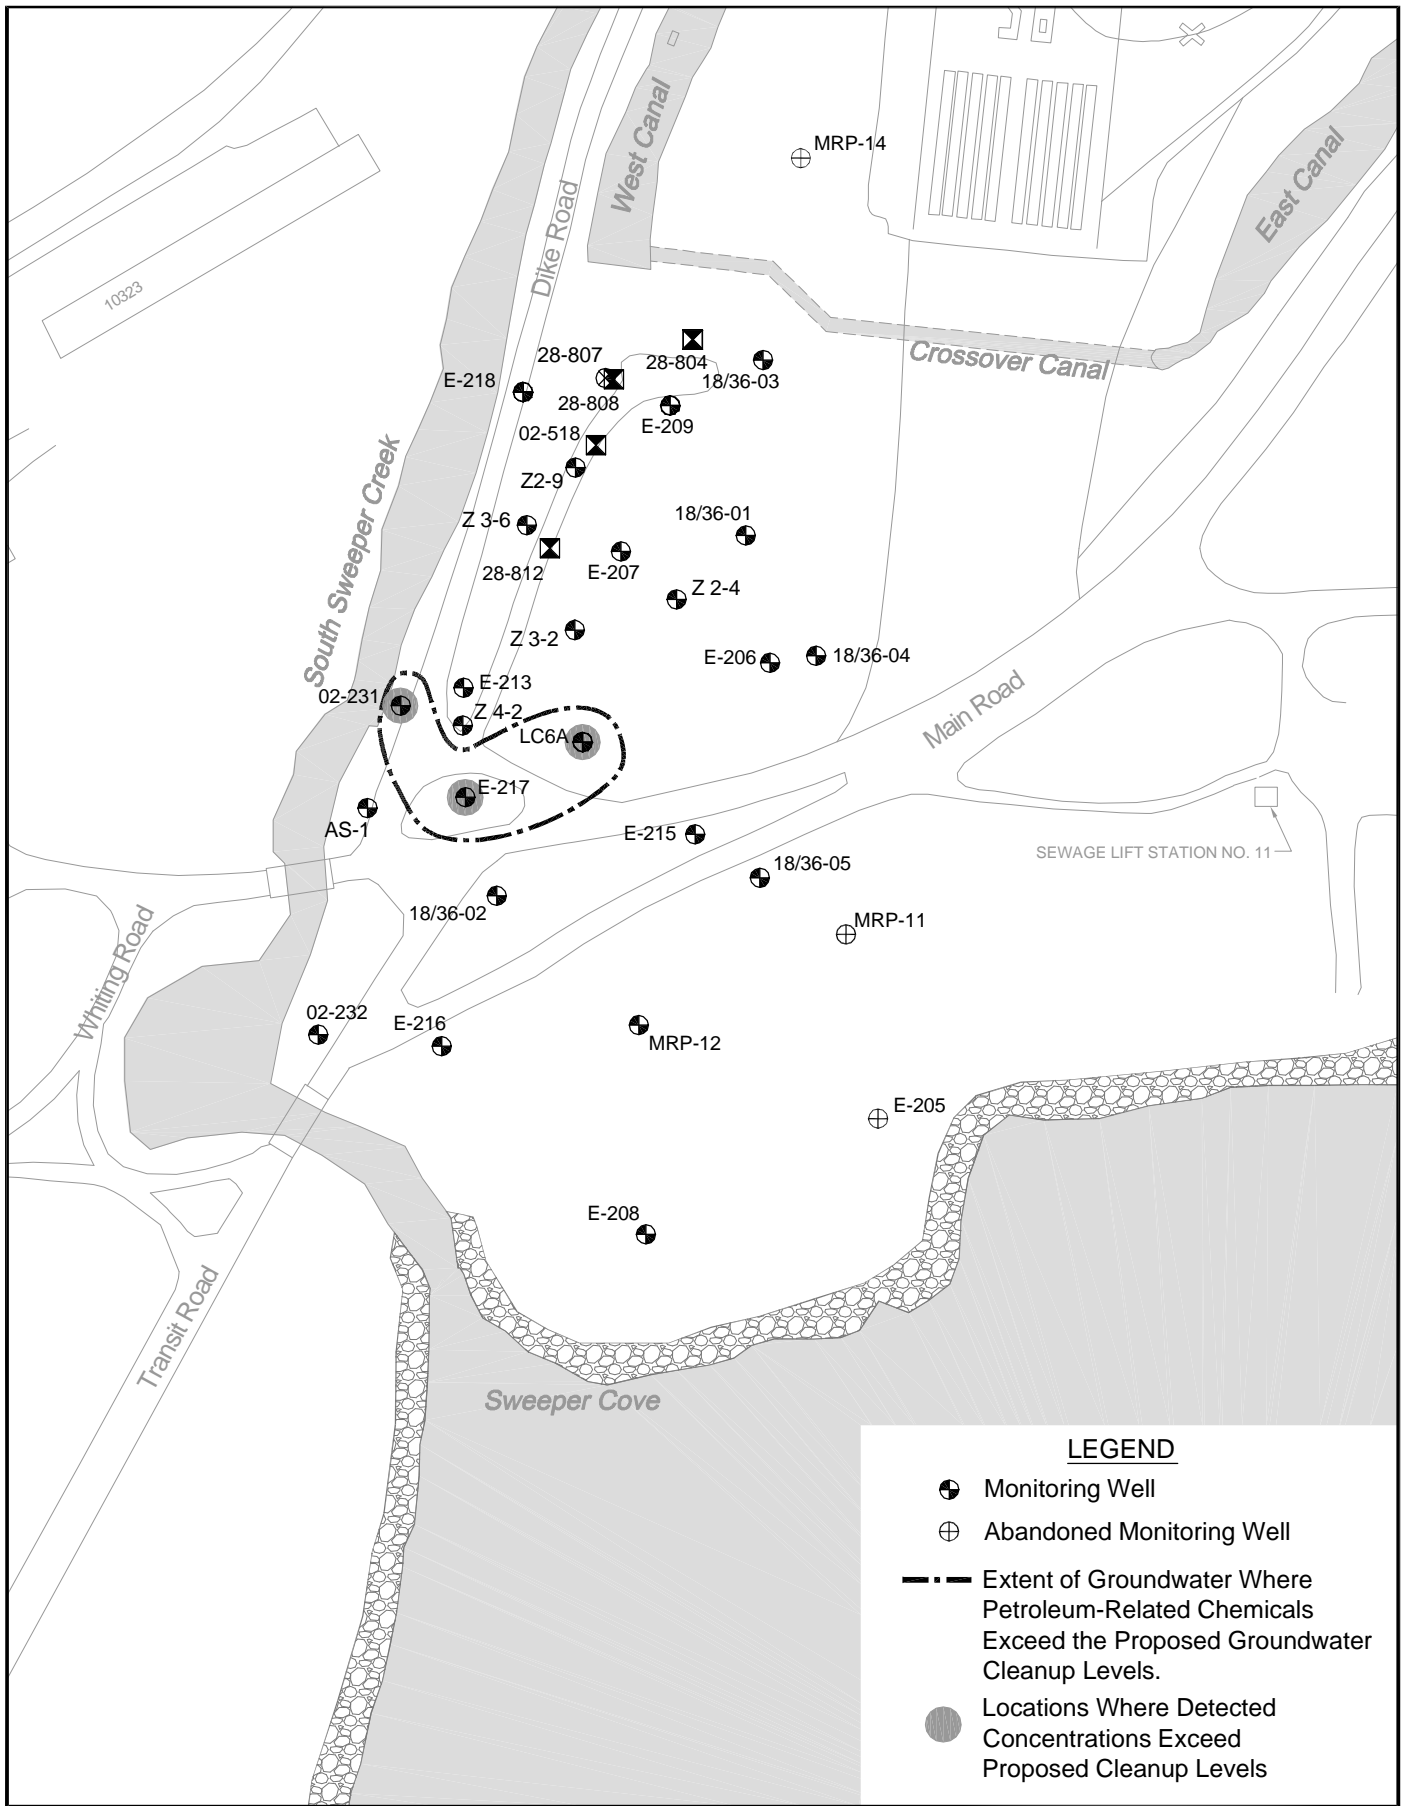 MRP-14
West Canal
East Canal
Dike Road
10323
Crossover Canal
28-807
28-804
18/36-03
E-218
28-808
E-209
02-518
Z2-9
South Sweeper Creek
Z 3-6
18/36-01
28-812
E-207
Z 2-4
Z 3-2
E-206
18/36-04
E-213
02-231
Z 4-2
LC6A
Main Road
E-217
AS-1
E-215
SEWAGE LIFT STATION NO. 11
18/36-05
18/36-02
MRP-11
Whiting Road
02-232
E-216
MRP-12
E-205
E-208
Transit Road
Sweeper Cove
LEGEND
Monitoring Well
Abandoned Monitoring Well
Extent of Groundwater Where
Petroleum-Related Chemicals
Exceed the Proposed Groundwater
Cleanup Levels.
Locations Where Detected
Concentrations Exceed
Proposed Cleanup Levels